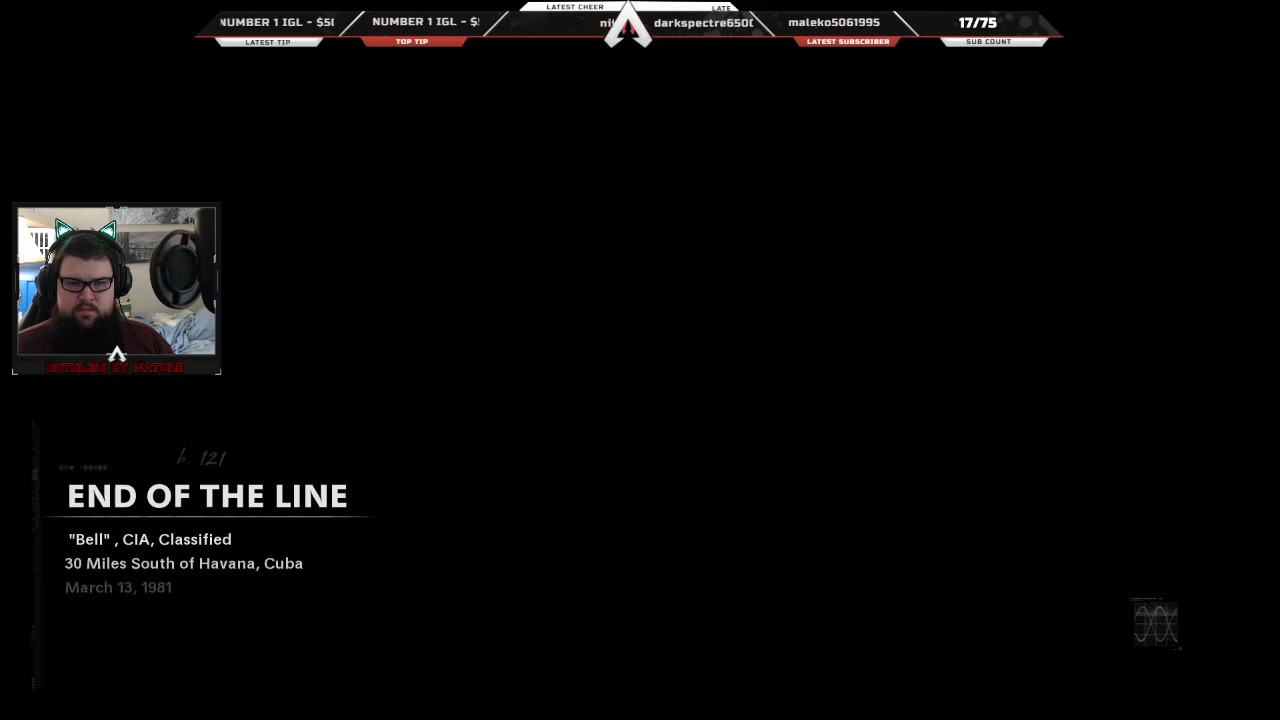 LATEST CHEER
LATE
NUMBER 1 IGL - $5
NUMBER 1 IGL - $
darkspectre650
maleko5061995
17/75
LATEST TIP
TOP TIP
LATEST SUBSCRIBER
SUB COUNT
RUTHLESS BY NATURE
b. 121
END OF THE LINE
"Bell" , CIA, Classified
30 Miles South of Havana, Cuba
March 13, 1981